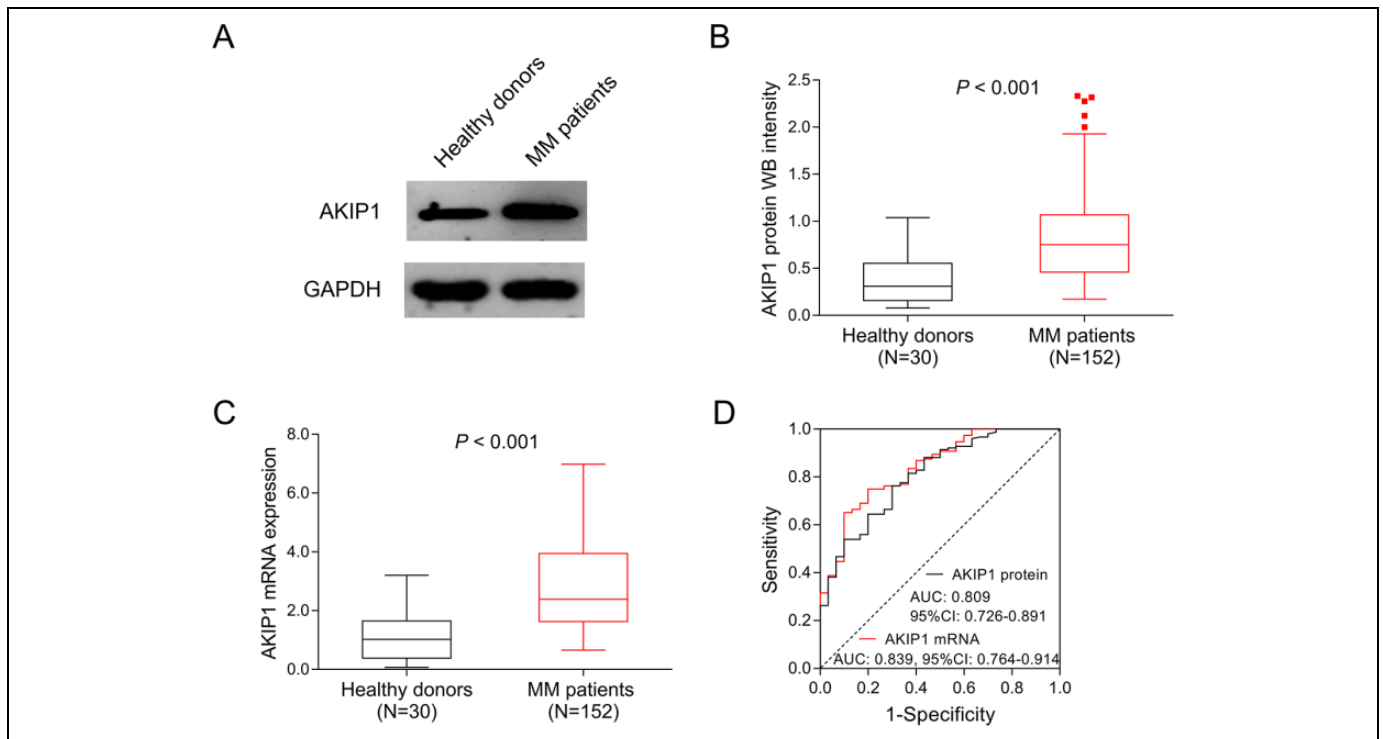 A
Healthy donors
MM patients
AKIP1
GAPDH
B
P < 0.001
AKIP1 protein WB intensity
2.5
2.0
1.5
1.0
0.5
0.0
Healthy donors
(N=30)
MM patients
(N=152)
C
P < 0.001
AKIP1 mRNA expression
8.0
6.0
4.0
2.0
0.0
Healthy donors
(N=30)
MM patients
(N=152)
D
Sensitivity
1.0
0.8
0.6
0.4
0.2
0.0
AKIP1 protein
AUC: 0.809
95%CI: 0.726-0.891
AKIP1 mRNA
AUC: 0.839, 95%CI: 0.764-0.914
0.0 0.2 0.4 0.6 0.8 1.0
1-Specificity